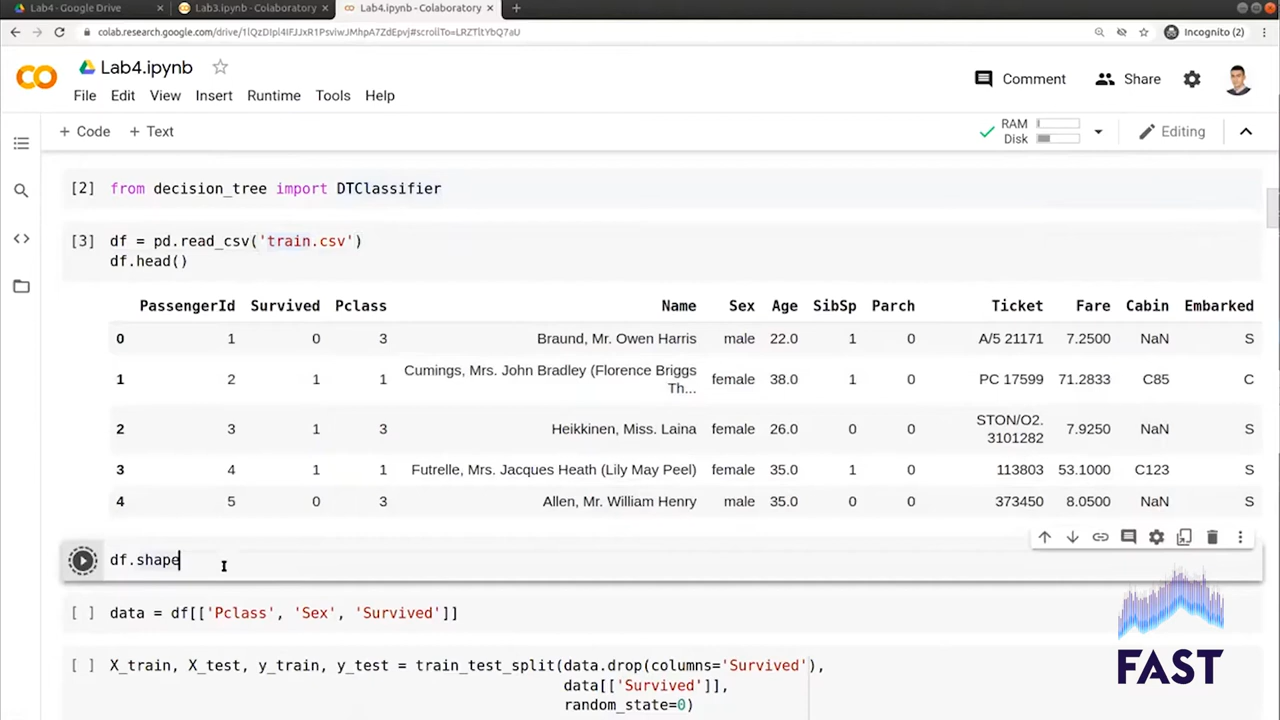 Lab4 - Google Drive
Lab3.ipynb - Colaboratory
Lab4.ipynb - Colaboratory
Incognito (2)
Lab4.ipynb
Comment
Share
File Edit View Insert Runtime Tools Help
+ Code + Text
RAM
Disk
Editing
[2] from decision_tree import DTClassifier
[3] df = pd.read_csv('train.csv')
df.head()
PassengerId Survived Pclass Name Sex Age SibSp Parch Ticket Fare Cabin Embarked
0 1 0 3 Braund, Mr. Owen Harris male 22.0 1 0 A/5 21171 7.2500 NaN S
1 2 1 1 Cumings, Mrs. John Bradley (Florence Briggs Th... female 38.0 1 0 PC 17599 71.2833 C85 C
2 3 1 3 Heikkinen, Miss. Laina female 26.0 0 0 STON/O2. 3101282 7.9250 NaN S
3 4 1 1 Futrelle, Mrs. Jacques Heath (Lily May Peel) female 35.0 1 0 113803 53.1000 C123 S
4 5 0 3 Allen, Mr. William Henry male 35.0 0 0 373450 8.0500 NaN S
df.shape
[ ] data = df[['Pclass', 'Sex', 'Survived']]
[ ] X_train, X_test, y_train, y_test = train_test_split(data.drop(columns='Survived'),
data[['Survived']],
random_state=0)
FAST